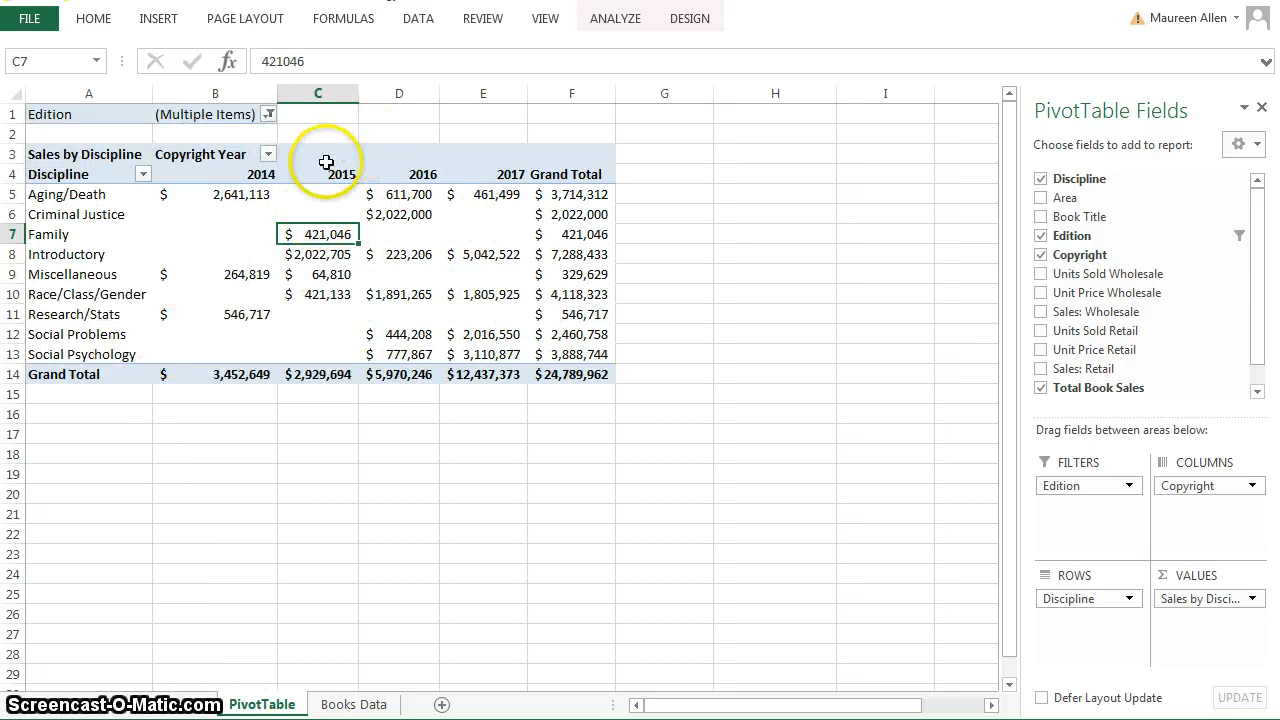 FILE HOME INSERT PAGE LAYOUT FORMULAS DATA REVIEW VIEW ANALYZE DESIGN Maureen Allen
C7 fx 421046
A B C D E F G H I
1 Edition (Multiple Items)
2
3 Sales by Discipline Copyright Year
4 Discipline 2014 2015 2016 2017 Grand Total
5 Aging/Death $ 2,641,113 $ 611,700 $ 461,499 $ 3,714,312
6 Criminal Justice $2,022,000 $ 2,022,000
7 Family $ 421,046 $ 421,046
8 Introductory $2,022,705 $ 223,206 $ 5,042,522 $ 7,288,433
9 Miscellaneous $ 264,819 $ 64,810 $ 329,629
10 Race/Class/Gender $ 421,133 $1,891,265 $ 1,805,925 $ 4,118,323
11 Research/Stats $ 546,717 $ 546,717
12 Social Problems $ 444,208 $ 2,016,550 $ 2,460,758
13 Social Psychology $ 777,867 $ 3,110,877 $ 3,888,744
14 Grand Total $ 3,452,649 $2,929,694 $5,970,246 $12,437,373 $24,789,962
15
16
17
18
19
20
21
22
23
24
25
26
27
28
29
PivotTable Fields
Choose fields to add to report:
Discipline
Area
Book Title
Edition
Copyright
Units Sold Wholesale
Unit Price Wholesale
Sales: Wholesale
Units Sold Retail
Unit Price Retail
Sales: Retail
Total Book Sales
Drag fields between areas below:
FILTERS COLUMNS
Edition Copyright
ROWS Σ VALUES
Discipline Sales by Disci...
Defer Layout Update UPDATE
Screencast-O-Matic.com PivotTable Books Data